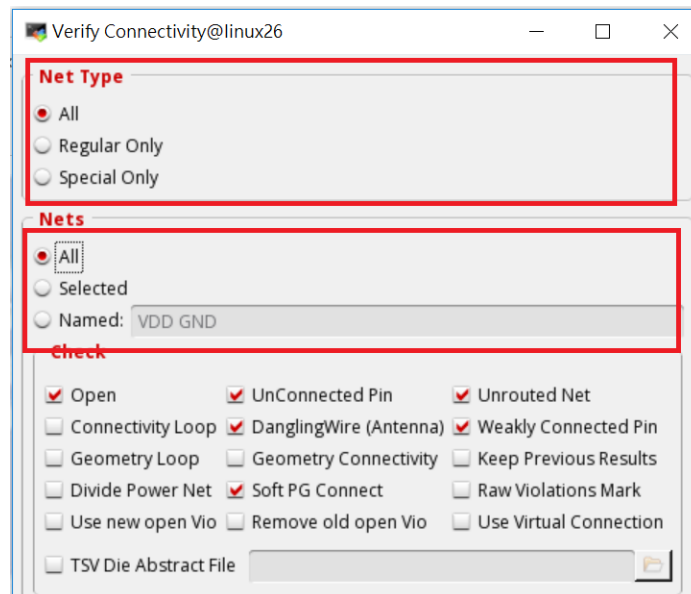 Verify Connectivity@linux26
Net Type
All
Regular Only
Special Only
Nets
All
Selected
Named: VDD GND
Check
Open UnConnected Pin Unrouted Net
Connectivity Loop DanglingWire (Antenna) Weakly Connected Pin
Geometry Loop Geometry Connectivity Keep Previous Results
Divide Power Net Soft PG Connect Raw Violations Mark
Use new open Vio Remove old open Vio Use Virtual Connection
TSV Die Abstract File